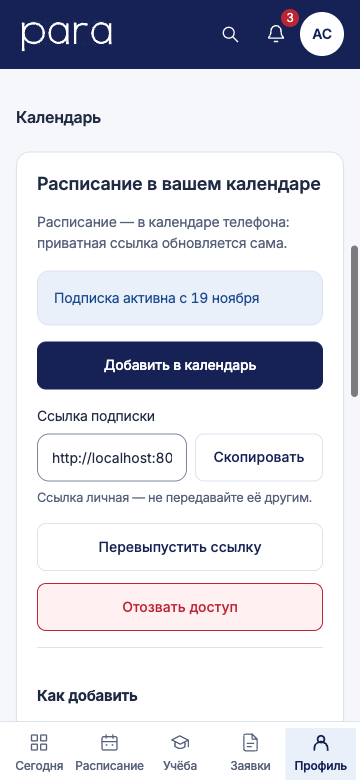 para
3
АС
Календарь
Расписание в вашем календаре
Расписание — в календаре телефона:
приватная ссылка обновляется сама.
Подписка активна с 19 ноября
Добавить в календарь
Ссылка подписки
http://localhost:80
Скопировать
Ссылка личная — не передавайте её другим.
Перевыпустить ссылку
Отозвать доступ
Как добавить
Сегодня
Расписание
Учёба
Заявки
Профиль